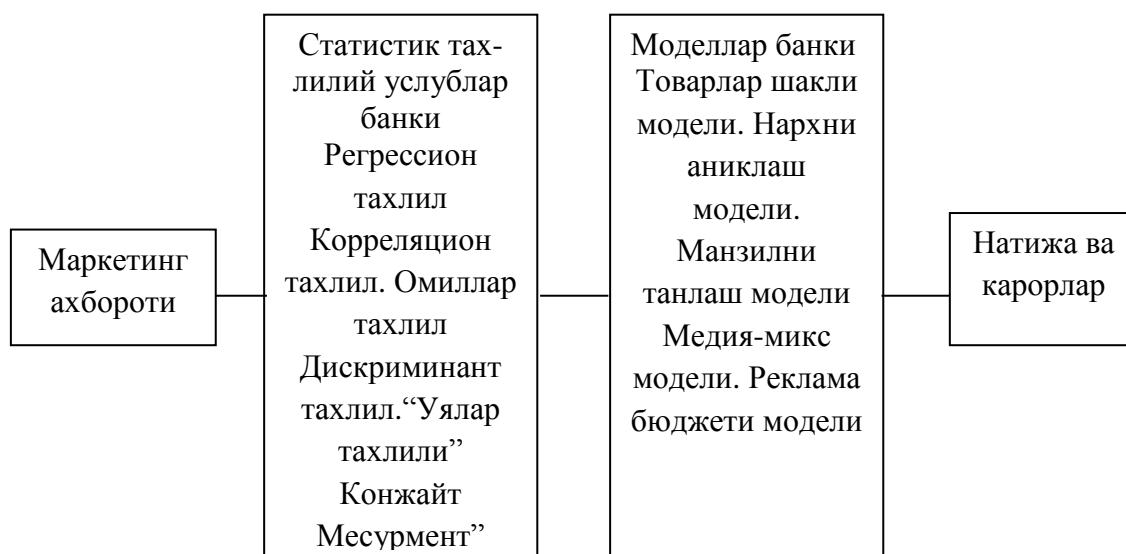 Маркетинг
ахбороти
Статистик тах-
лилий услублар
банки
Регрессион
тахлил
Корреляцион
тахлил. Омиллар
тахлил
Дискриминант
тахлил.“Уялар
тахлили”
Конжайт
Месурмент”
Моделлар банки
Товарлар шакли
модели. Нархни
аниклаш
модели.
Манзилни
танлаш модели
Медия-микс
модели. Реклама
бюджети модели
Натижа ва
карорлар